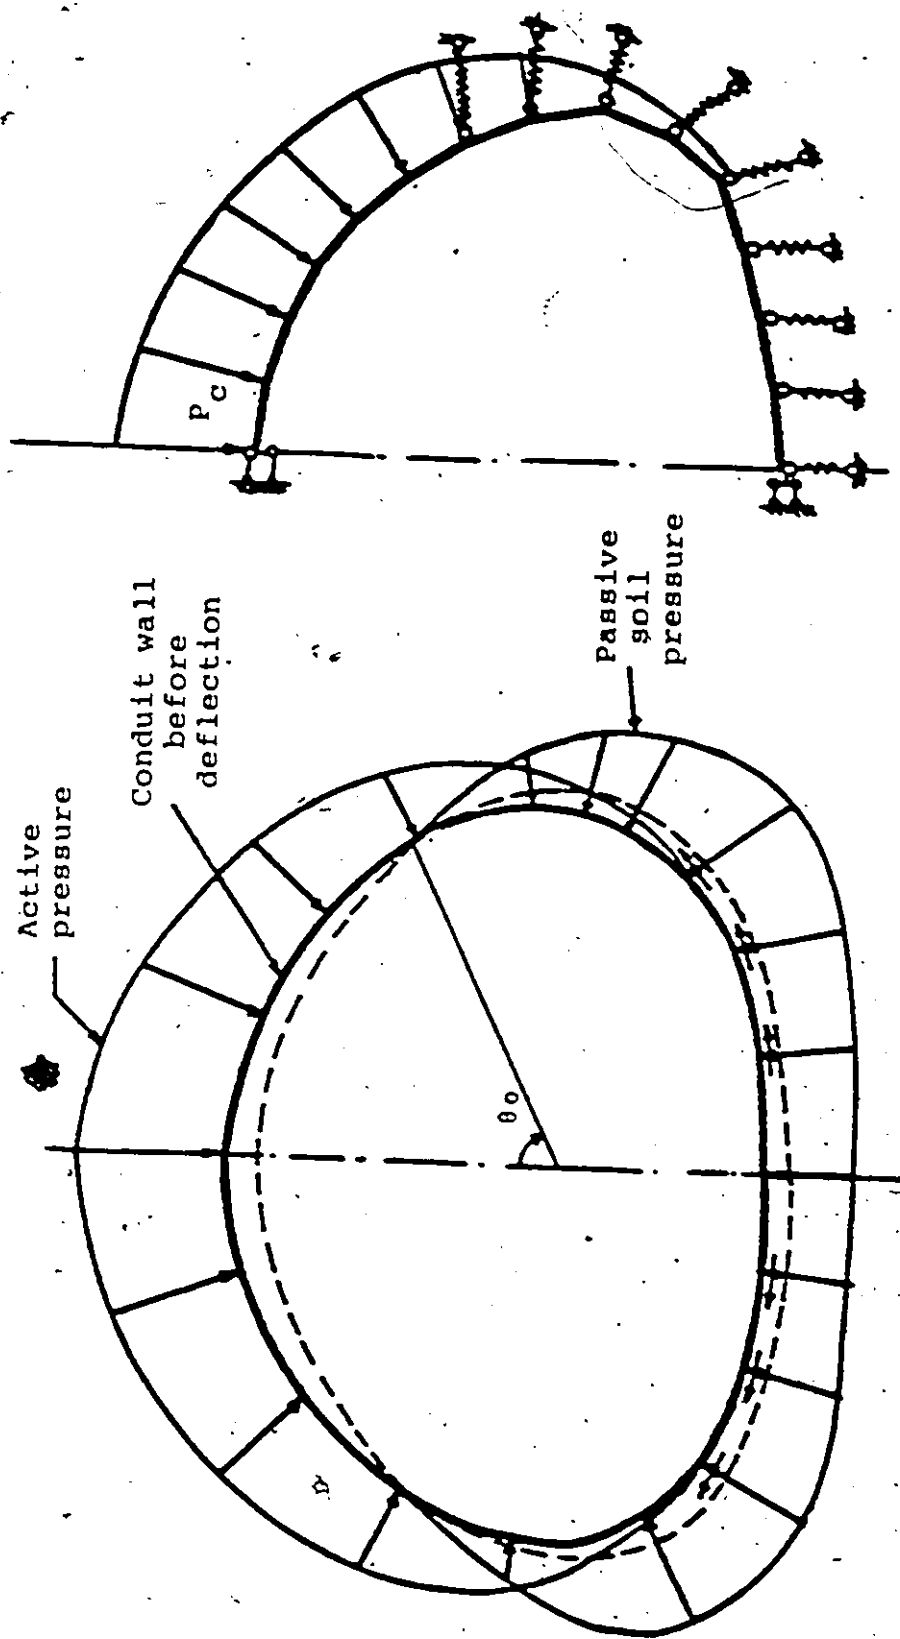 Active
pressure
Conduit wall
before
deflection
θo
Passive
soil
pressure
Pc